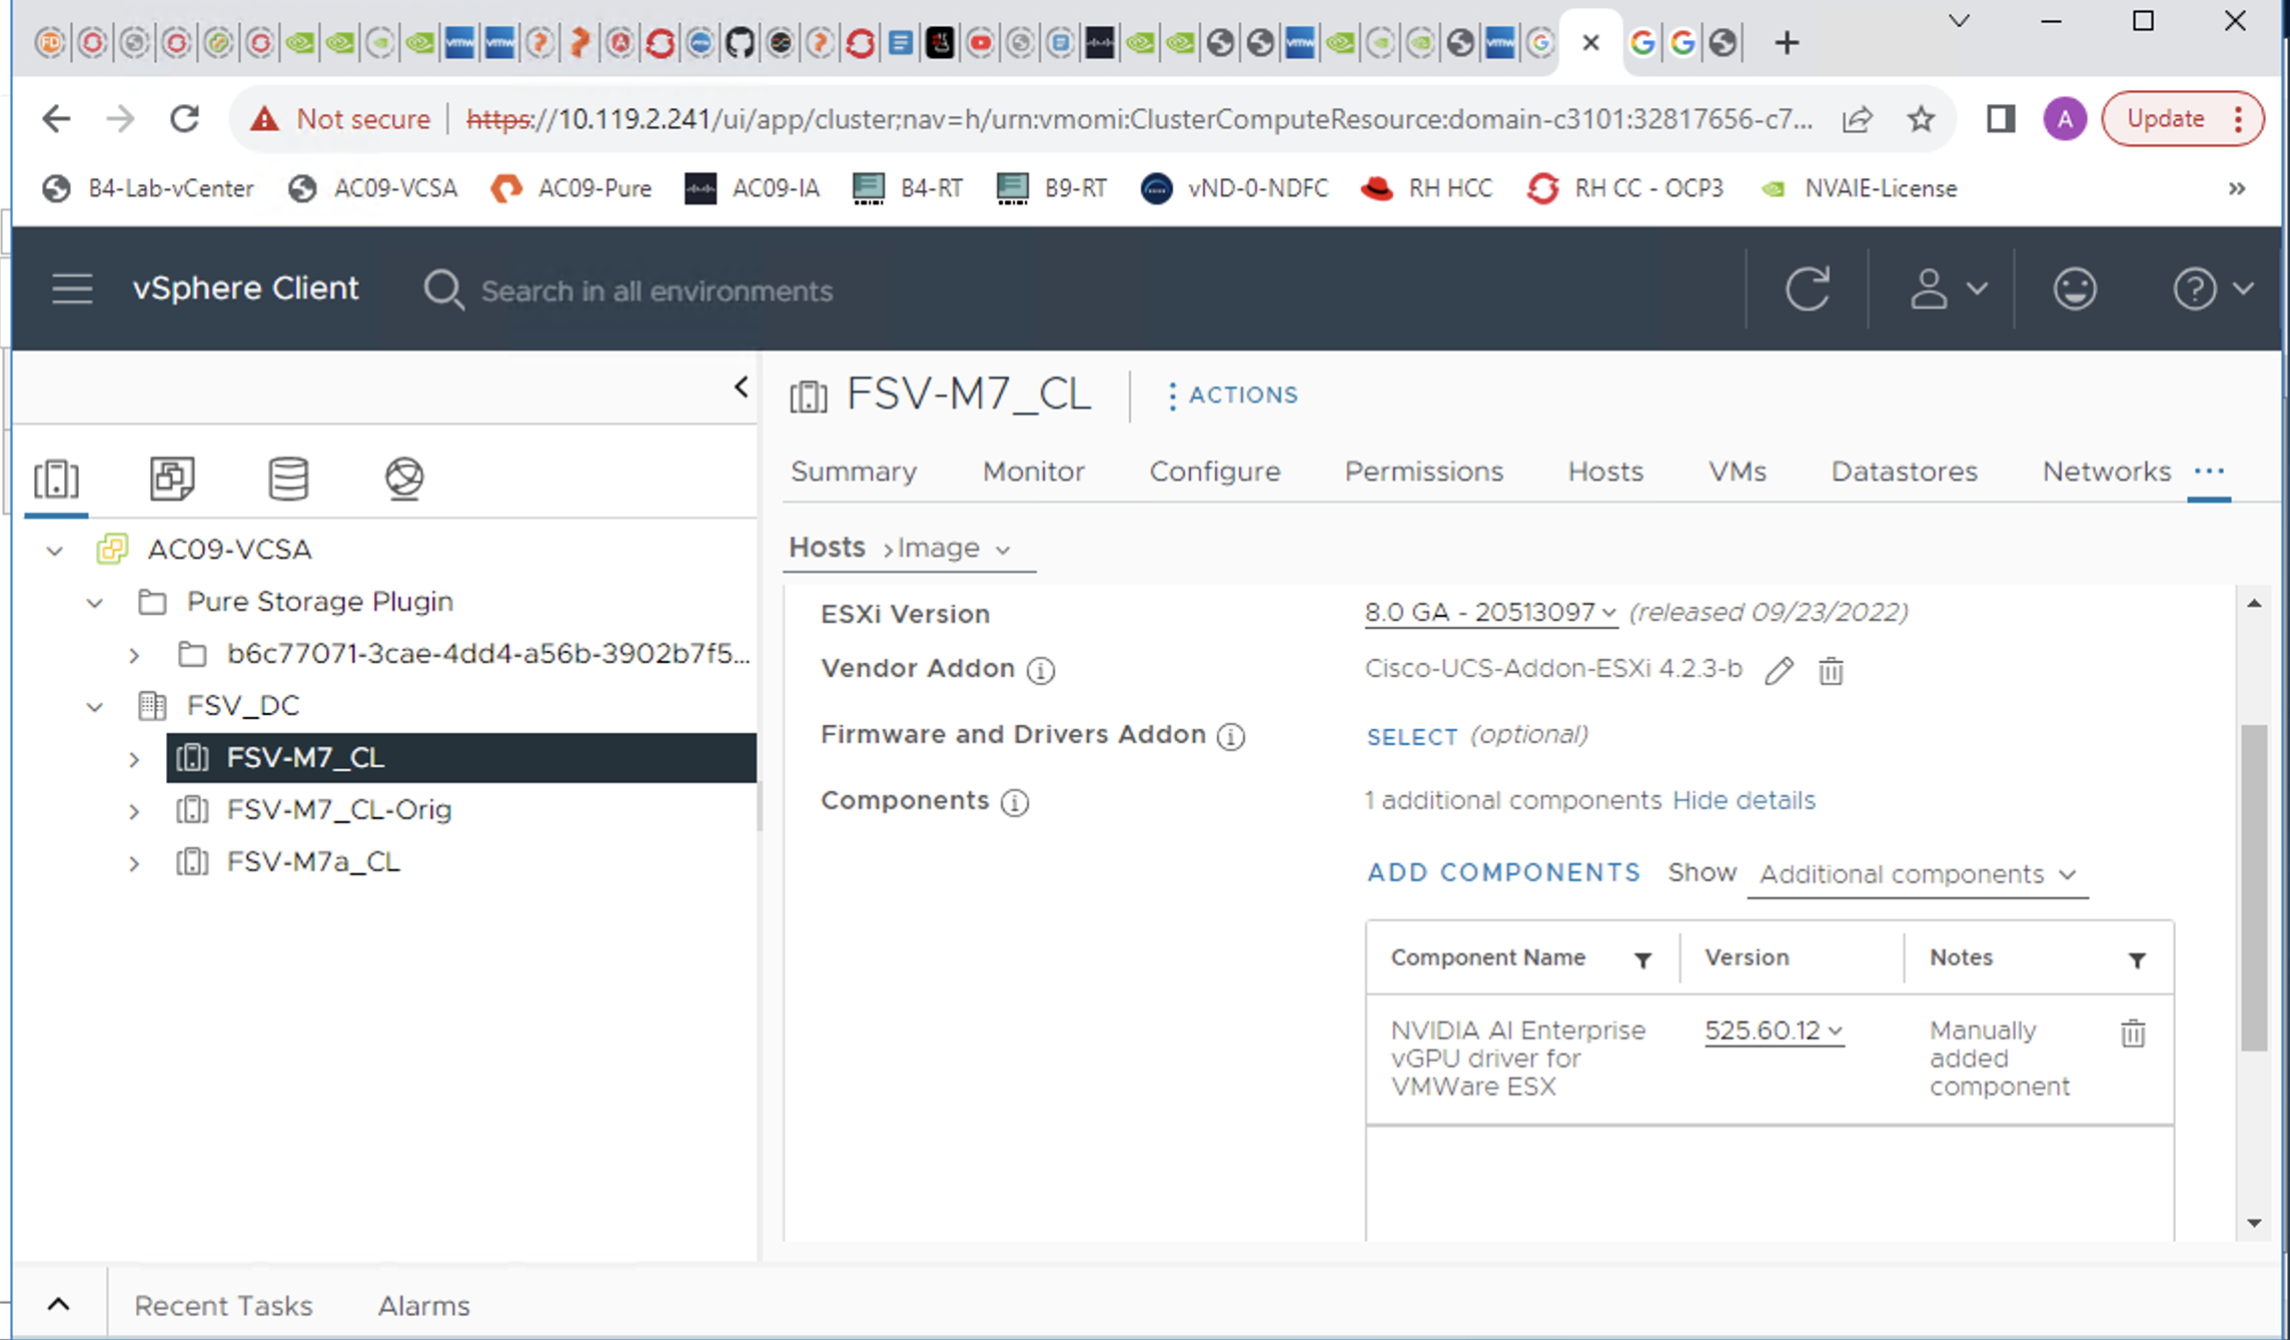 Not secure
https://10.119.2.241/ui/app/cluster;nav=h/urn:vmomi:ClusterComputeResource:domain-c3101:32817656-c7...
A
Update
B4-Lab-vCenter AC09-VCSA AC09-Pure AC09-IA B4-RT B9-RT vND-0-NDFC RH HCC RH CC - OCP3 NVAIE-License »
vSphere Client
Search in all environments
AC09-VCSA
Pure Storage Plugin
b6c77071-3cae-4dd4-a56b-3902b7f5...
FSV_DC
FSV-M7_CL
FSV-M7_CL-Orig
FSV-M7a_CL
FSV-M7_CL
ACTIONS
Summary Monitor Configure Permissions Hosts VMs Datastores Networks ...
Hosts > Image
ESXi Version 8.0 GA - 20513097 (released 09/23/2022)
Vendor Addon Cisco-UCS-Addon-ESXi 4.2.3-b
Firmware and Drivers Addon SELECT (optional)
Components 1 additional components Hide details
ADD COMPONENTS Show Additional components
Component Name Version Notes
NVIDIA AI Enterprise 525.60.12 Manually
vGPU driver for added
VMWare ESX component
Recent Tasks Alarms